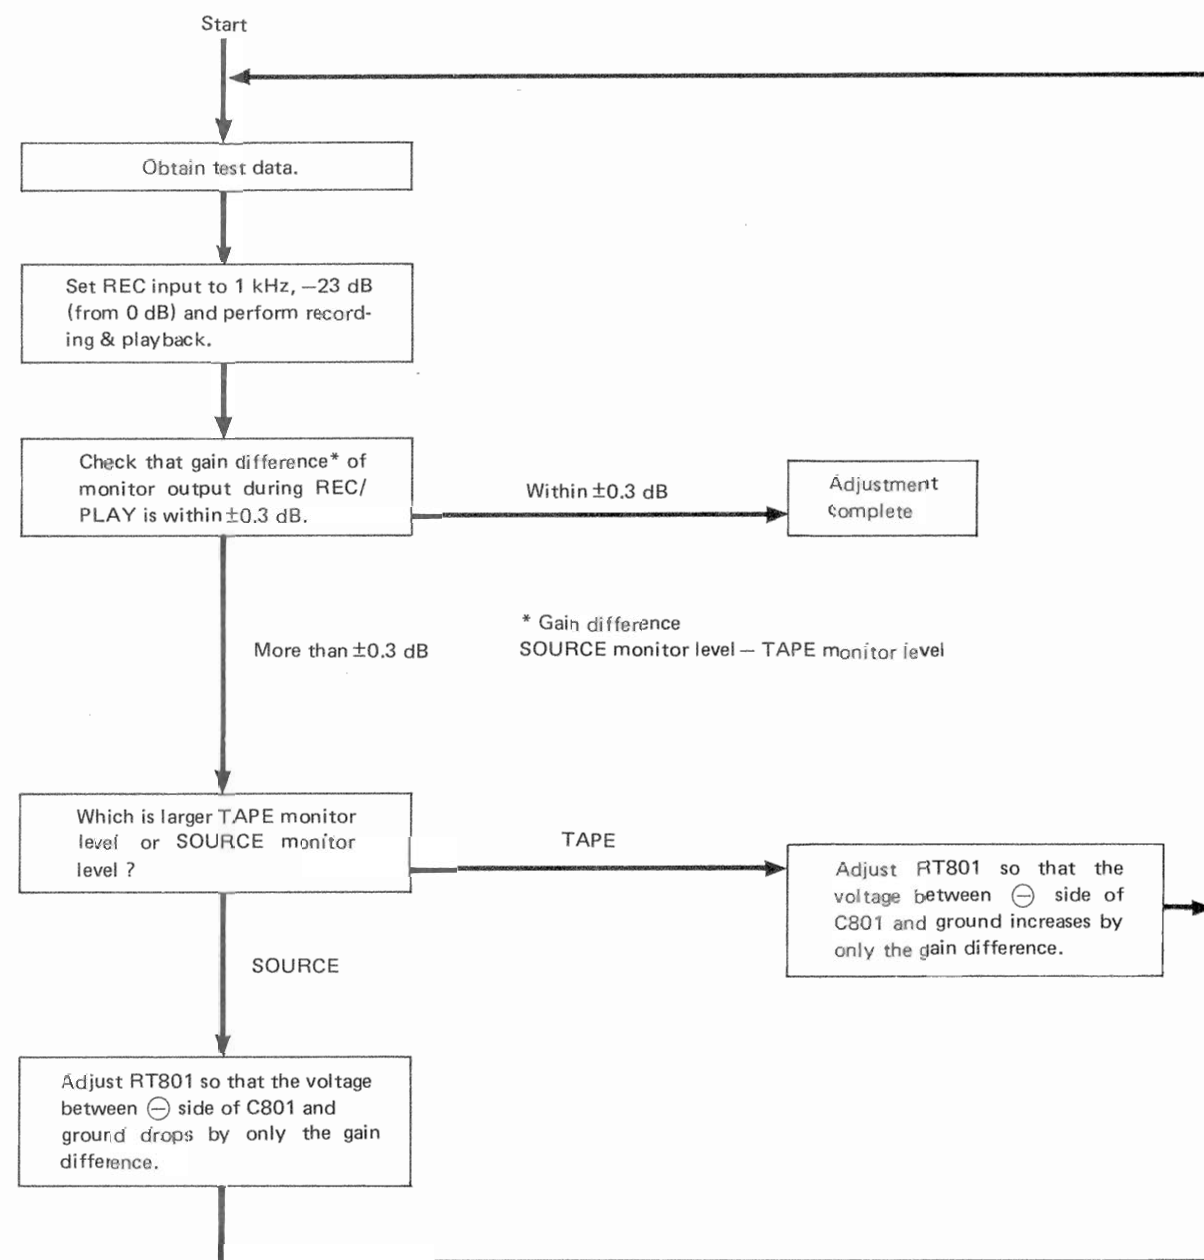 Start
Obtain test data.
Set REC input to 1 kHz, −23 dB
(from 0 dB) and perform record-
ing & playback.
Check that gain difference* of
monitor output during REC/
PLAY is within ±0.3 dB.
Within ±0.3 dB
Adjustment
complete
* Gain difference
SOURCE monitor level − TAPE monitor level
More than ±0.3 dB
Which is larger TAPE monitor
level or SOURCE monitor
level ?
TAPE
Adjust RT801 so that the
voltage between ⊖ side of
C801 and ground increases by
only the gain difference.
SOURCE
Adjust RT801 so that the voltage
between ⊖ side of C801 and
ground drops by only the gain
difference.